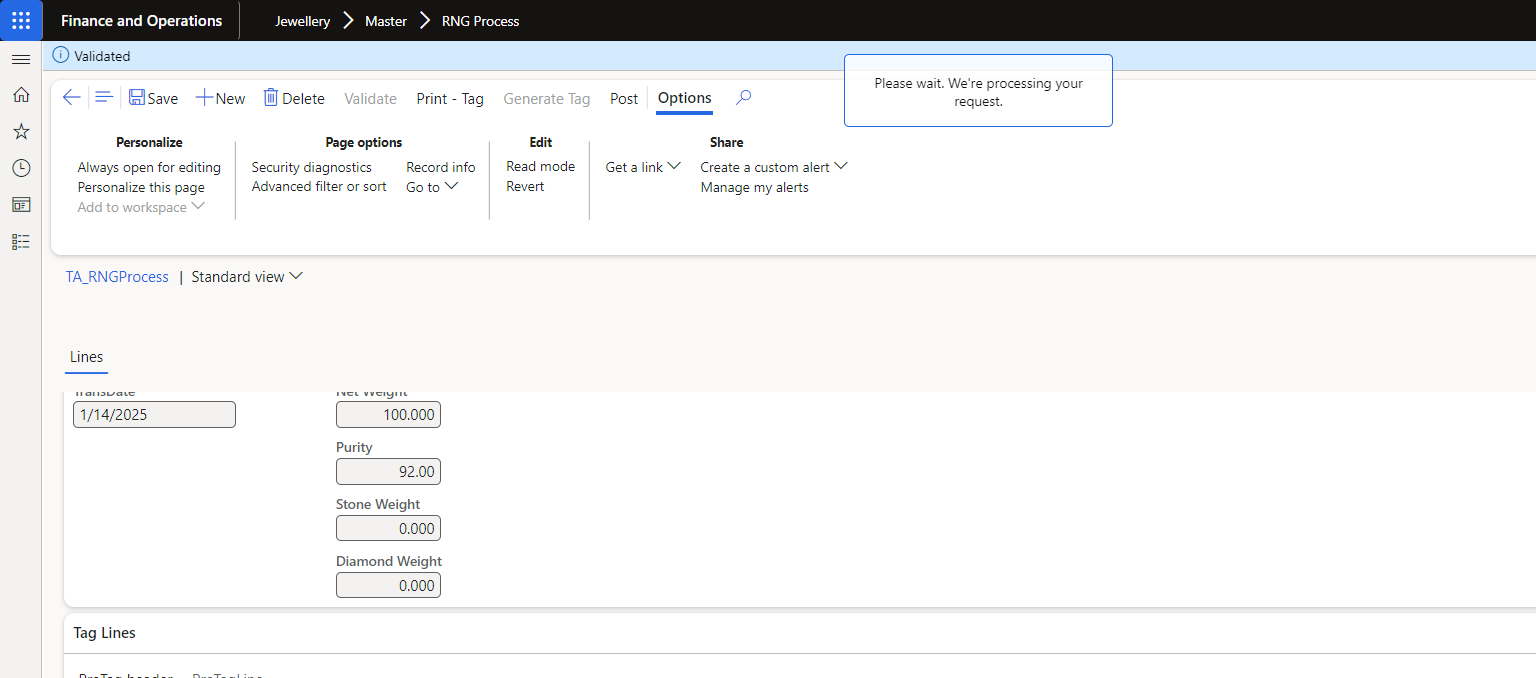 Finance and Operations
Jewellery > Master > RNG Process
Validated
Please wait. We're processing your
request.
Save New Delete Validate Print - Tag Generate Tag Post Options
Personalize
Always open for editing
Personalize this page
Add to workspace
Page options
Security diagnostics
Advanced filter or sort
Record info
Go to
Edit
Read mode
Revert
Share
Get a link
Create a custom alert
Manage my alerts
TA_RNGProcess | Standard view
Lines
TransDate
1/14/2025
Net Weight
100.000
Purity
92.00
Stone Weight
0.000
Diamond Weight
0.000
Tag Lines